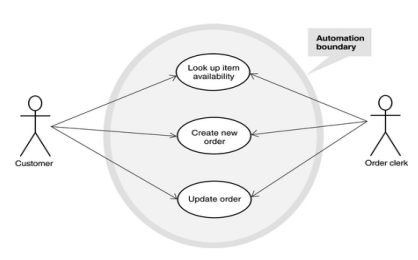 Automation
boundary
Look up item
availability
Create new
order
Update order
Customer
Order clerk